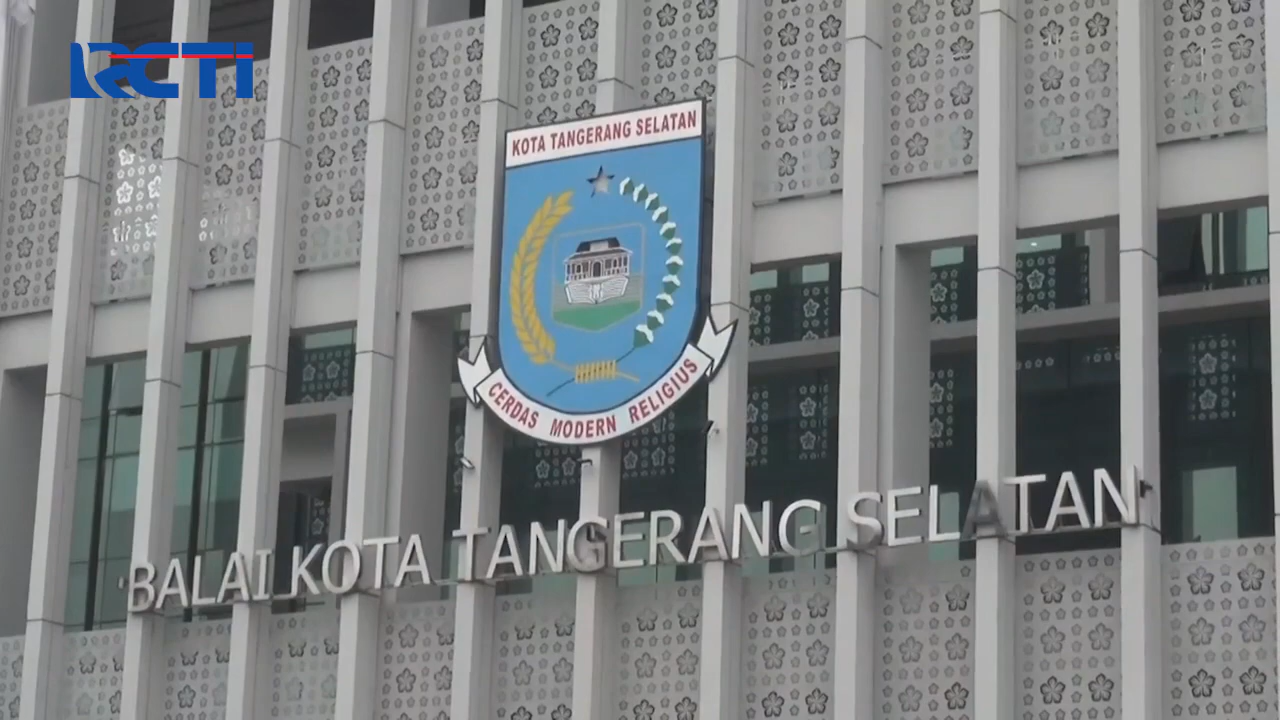 RCTI
KOTA TANGERANG SELATAN
CERDAS MODERN RELIGIUS
BALAI KOTA TANGERANG SELATAN